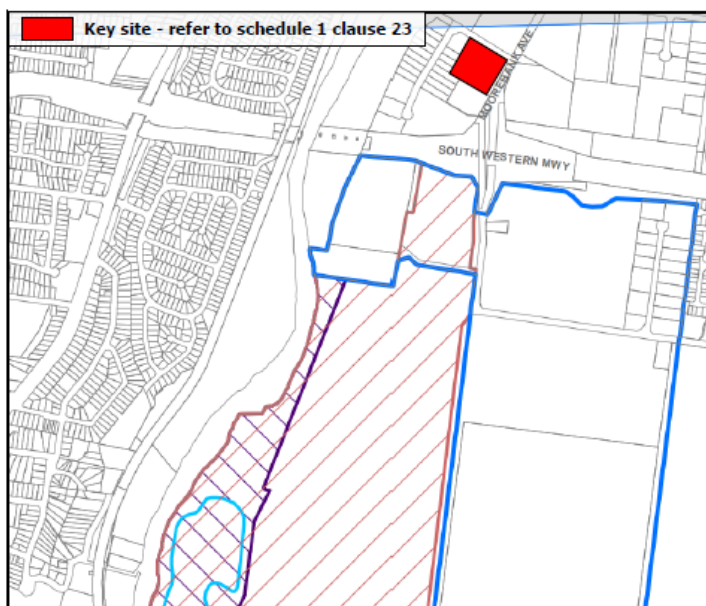 Key site - refer to schedule 1 clause 23
MOOREBANK AVE
SOUTH WESTERN MWY